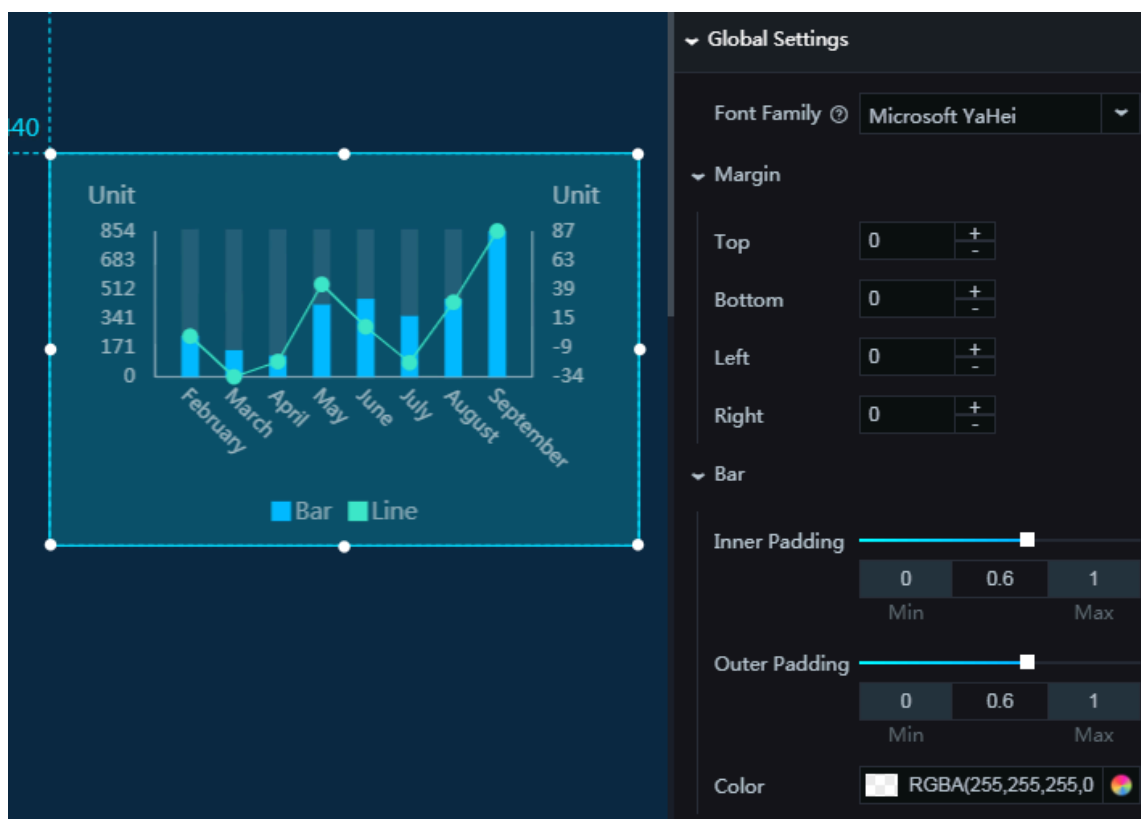 440
Unit
Unit
854
683
512
341
171
0
87
63
39
15
-9
-34
February
March
April
May
June
July
August
September
Bar
Line
Global Settings
Font Family ?
Microsoft YaHei
Margin
Top
0
+
-
Bottom
0
+
-
Left
0
+
-
Right
0
+
-
Bar
Inner Padding
0 0.6 1
Min Max
Outer Padding
0 0.6 1
Min Max
Color
RGBA(255,255,255,0